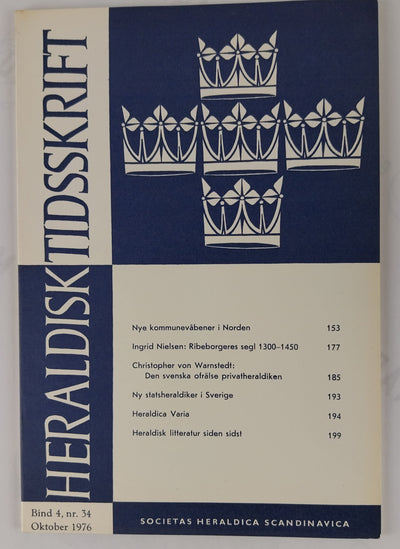 HERALDISK TIDSSKRIFT
Nye kommunevåbener i Norden 153
Ingrid Nielsen: Ribeborgeres segl 1300–1450 177
Christopher von Warnstedt:
Den svenska ofrälse privatheraldiken 185
Ny statsheraldiker i Sverige 193
Heraldica Varia 194
Heraldisk litteratur siden sidst 199
Bind 4, nr. 34
Oktober 1976
SOCIETAS HERALDICA SCANDINAVICA